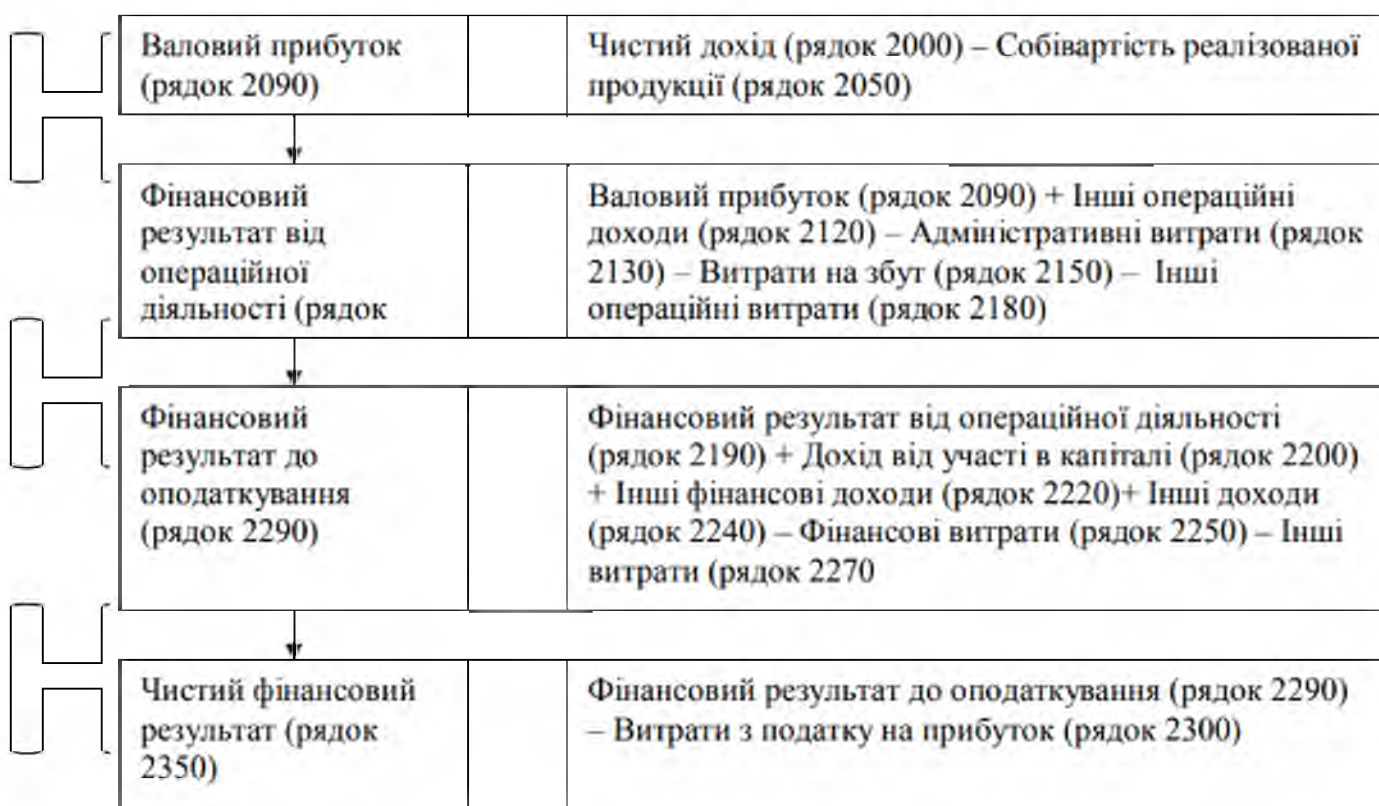 Валовий прибуток
(рядок 2090)
Чистий дохід (рядок 2000) – Собівартість реалізованої
продукції (рядок 2050)
Фінансовий
результат від
операційної
діяльності (рядок
Валовий прибуток (рядок 2090) + Інші операційні
доходи (рядок 2120) – Адміністративні витрати (рядок
2130) – Витрати на збут (рядок 2150) – Інші
операційні витрати (рядок 2180)
Фінансовий
результат до
оподаткування
(рядок 2290)
Фінансовий результат від операційної діяльності
(рядок 2190) + Дохід від участі в капіталі (рядок 2200)
+ Інші фінансові доходи (рядок 2220)+ Інші доходи
(рядок 2240) – Фінансові витрати (рядок 2250) – Інші
витрати (рядок 2270
Чистий фінансовий
результат (рядок
2350)
Фінансовий результат до оподаткування (рядок 2290)
– Витрати з податку на прибуток (рядок 2300)